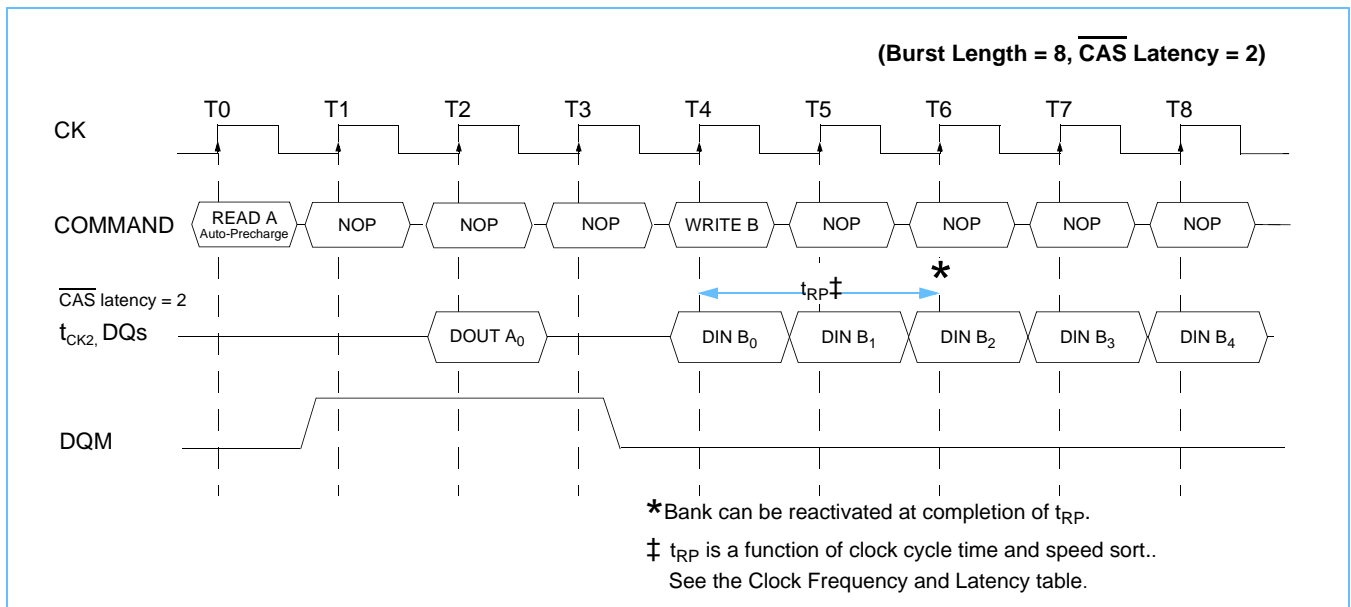 (Burst Length = 8, CAS Latency = 2)
T0 T1 T2 T3 T4 T5 T6 T7 T8
CK
COMMAND
READ A
Auto-Precharge
NOP NOP NOP WRITE B NOP NOP NOP NOP
*
tRP‡
CAS latency = 2
tCK2, DQs
DOUT A0 DIN B0 DIN B1 DIN B2 DIN B3 DIN B4
DQM
*Bank can be reactivated at completion of tRP.
‡ tRP is a function of clock cycle time and speed sort..
See the Clock Frequency and Latency table.